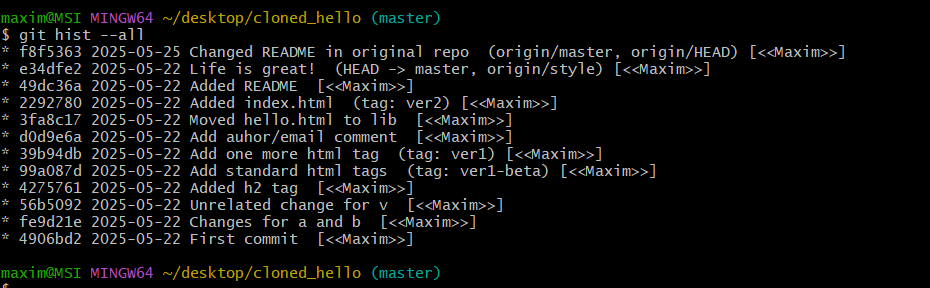 maxim@MSI MINGW64 ~/desktop/cloned_hello (master)
$ git hist --all
* f8f5363 2025-05-25 Changed README in original repo  (origin/master, origin/HEAD) [<<Maxim>>]
* e34dfe2 2025-05-22 Life is great!  (HEAD -> master, origin/style) [<<Maxim>>]
* 49dc36a 2025-05-22 Added README  [<<Maxim>>]
* 2292780 2025-05-22 Added index.html  (tag: ver2) [<<Maxim>>]
* 3fa8c17 2025-05-22 Moved hello.html to lib  [<<Maxim>>]
* d0d9e6a 2025-05-22 Add auhor/email comment  [<<Maxim>>]
* 39b94db 2025-05-22 Add one more html tag  (tag: ver1) [<<Maxim>>]
* 99a087d 2025-05-22 Add standard html tags  (tag: ver1-beta) [<<Maxim>>]
* 4275761 2025-05-22 Added h2 tag  [<<Maxim>>]
* 56b5092 2025-05-22 Unrelated change for v  [<<Maxim>>]
* fe9d21e 2025-05-22 Changes for a and b  [<<Maxim>>]
* 4906bd2 2025-05-22 First commit  [<<Maxim>>]
maxim@MSI MINGW64 ~/desktop/cloned_hello (master)
$